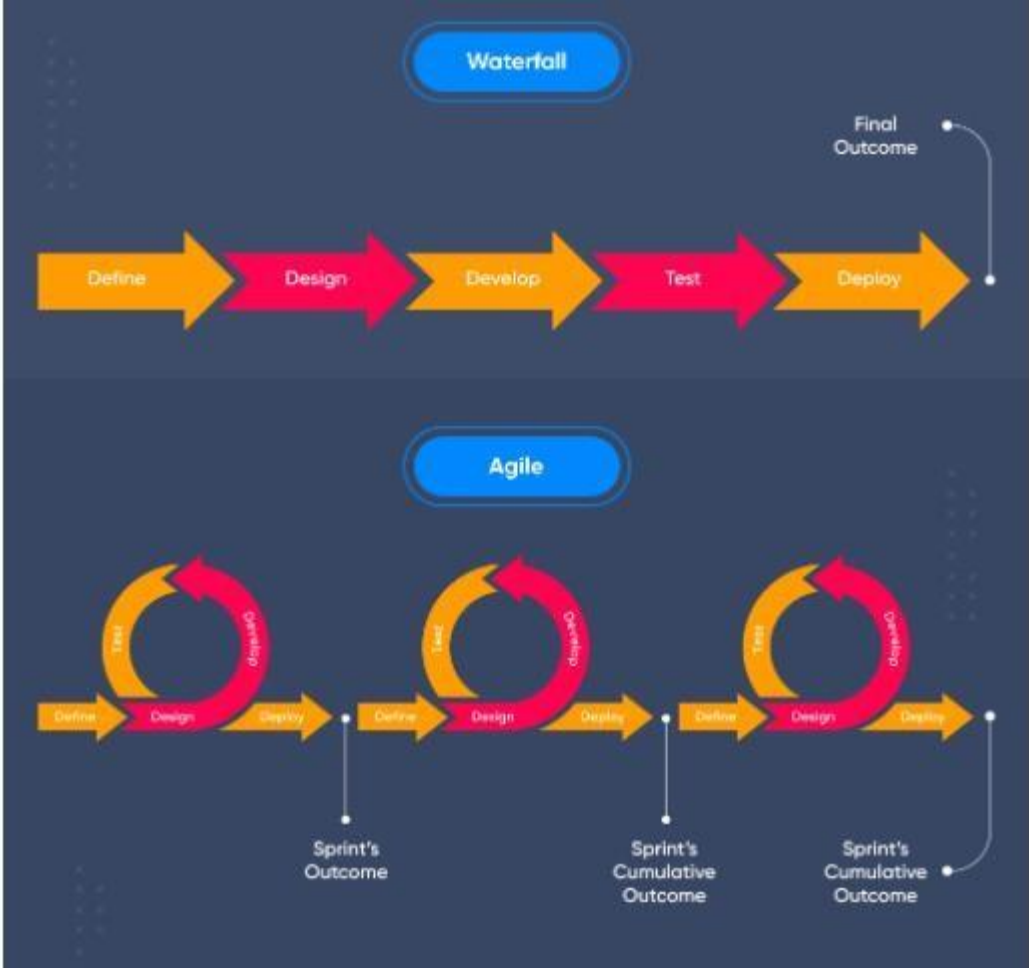 Waterfall
Final
Outcome
Define
Design
Develop
Test
Deploy
Agile
Test
Develop
Define
Design
Deploy
Test
Develop
Define
Design
Deploy
Test
Develop
Define
Design
Deploy
Sprint's
Outcome
Sprint's
Cumulative
Outcome
Sprint's
Cumulative
Outcome